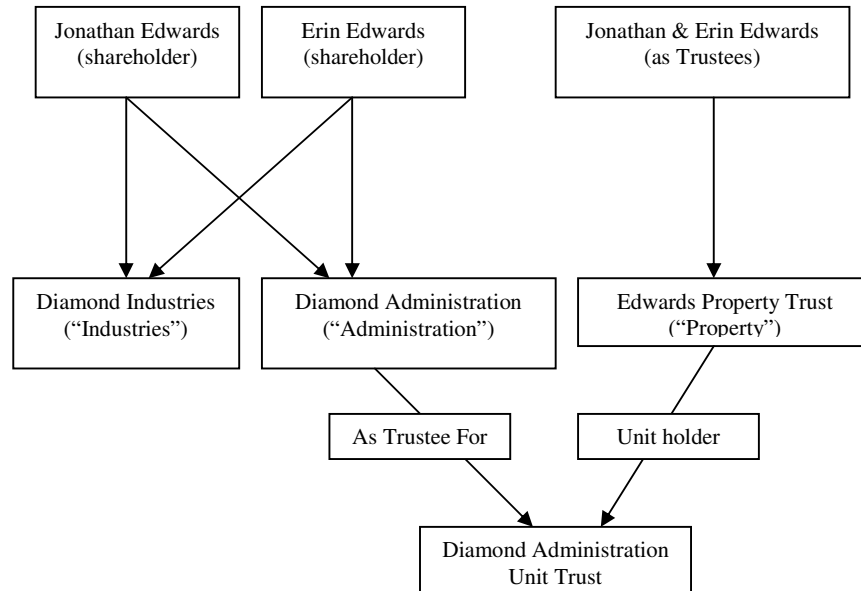 Jonathan Edwards
(shareholder)
Erin Edwards
(shareholder)
Jonathan & Erin Edwards
(as Trustees)
Diamond Industries
(“Industries”)
Diamond Administration
(“Administration”)
Edwards Property Trust
(“Property”)
As Trustee For
Unit holder
Diamond Administration
Unit Trust